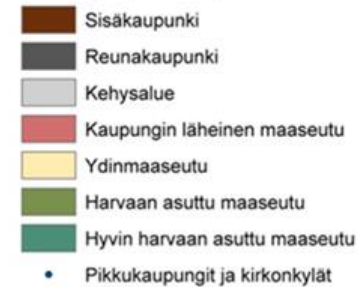 Sisäkaupunki
Reunakaupunki
Kehysalue
Kaupungin läheinen maaseutu
Ydinmaaseutu
Harvaan asuttu maaseutu
Hyvin harvaan asuttu maaseutu
Pikkukaupungit ja kirkonkylät